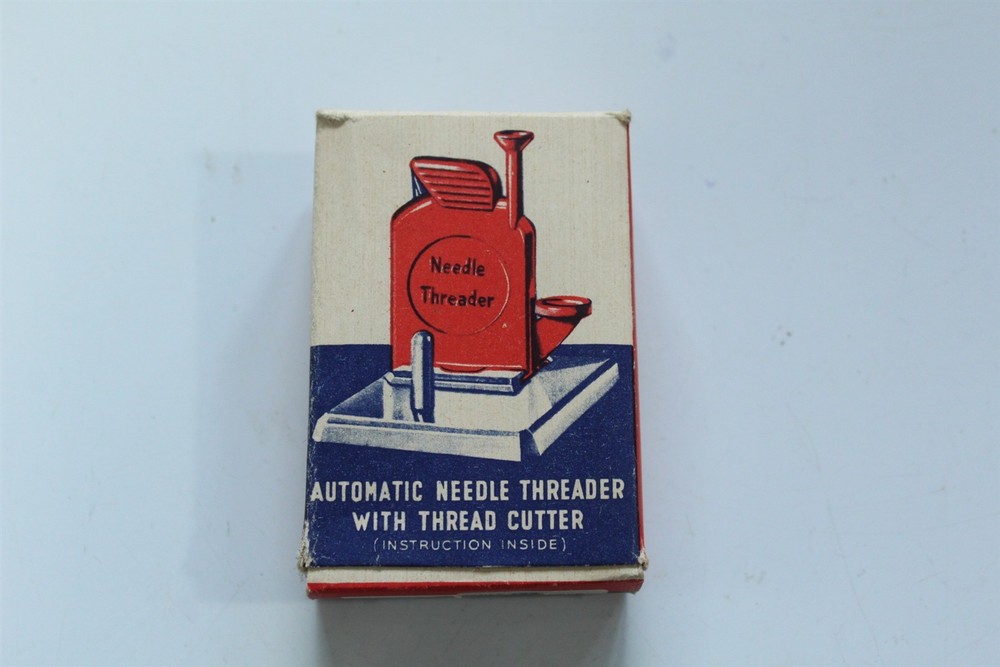 Needle
Threader
AUTOMATIC NEEDLE THREADER
WITH THREAD CUTTER
(INSTRUCTION INSIDE)